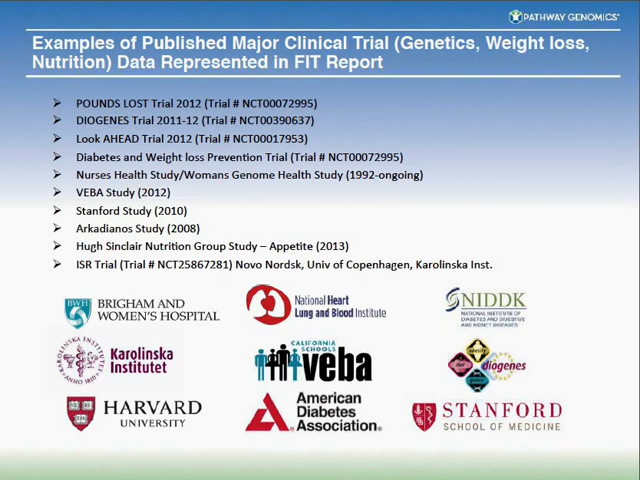 PATHWAY GENOMICS
Examples of Published Major Clinical Trial (Genetics, Weight loss,
Nutrition) Data Represented in FIT Report
➢ POUNDS LOST Trial 2012 (Trial # NCT00072995)
➢ DIOGENES Trial 2011-12 (Trial # NCT00390637)
➢ Look AHEAD Trial 2012 (Trial # NCT00017953)
➢ Diabetes and Weight loss Prevention Trial (Trial # NCT00072995)
➢ Nurses Health Study/Womans Genome Health Study (1992-ongoing)
➢ VEBA Study (2012)
➢ Stanford Study (2010)
➢ Arkadianos Study (2008)
➢ Hugh Sinclair Nutrition Group Study – Appetite (2013)
➢ ISR Trial (Trial # NCT25867281) Novo Nordsk, Univ of Copenhagen, Karolinska Inst.
BWH
BRIGHAM AND
WOMEN'S HOSPITAL
National Heart
Lung and Blood Institute
NIDDK
NATIONAL INSTITUTE OF
DIABETES AND DIGESTIVE
AND KIDNEY DISEASES
Karolinska
Institutet
CALIFORNIA
SCHOOLS
veba
obesity
diet
diogenes
HARVARD
UNIVERSITY
American
Diabetes
Association.
STANFORD
SCHOOL OF MEDICINE